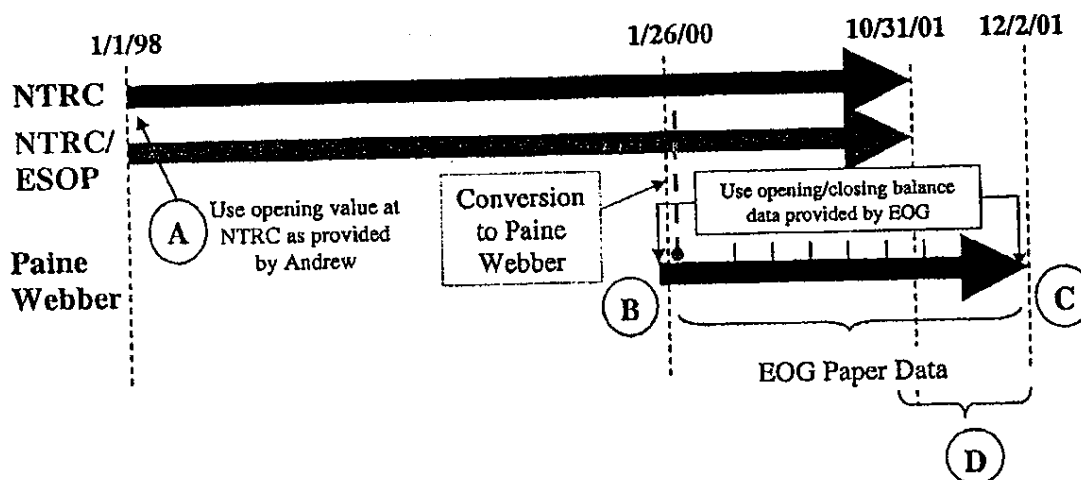 1/1/98
1/26/00
10/31/01
12/2/01
NTRC
NTRC/
ESOP
A
Use opening value at
NTRC as provided
by Andrew
Conversion
to Paine
Webber
Use opening/closing balance
data provided by EOG
Paine
Webber
B
C
EOG Paper Data
D